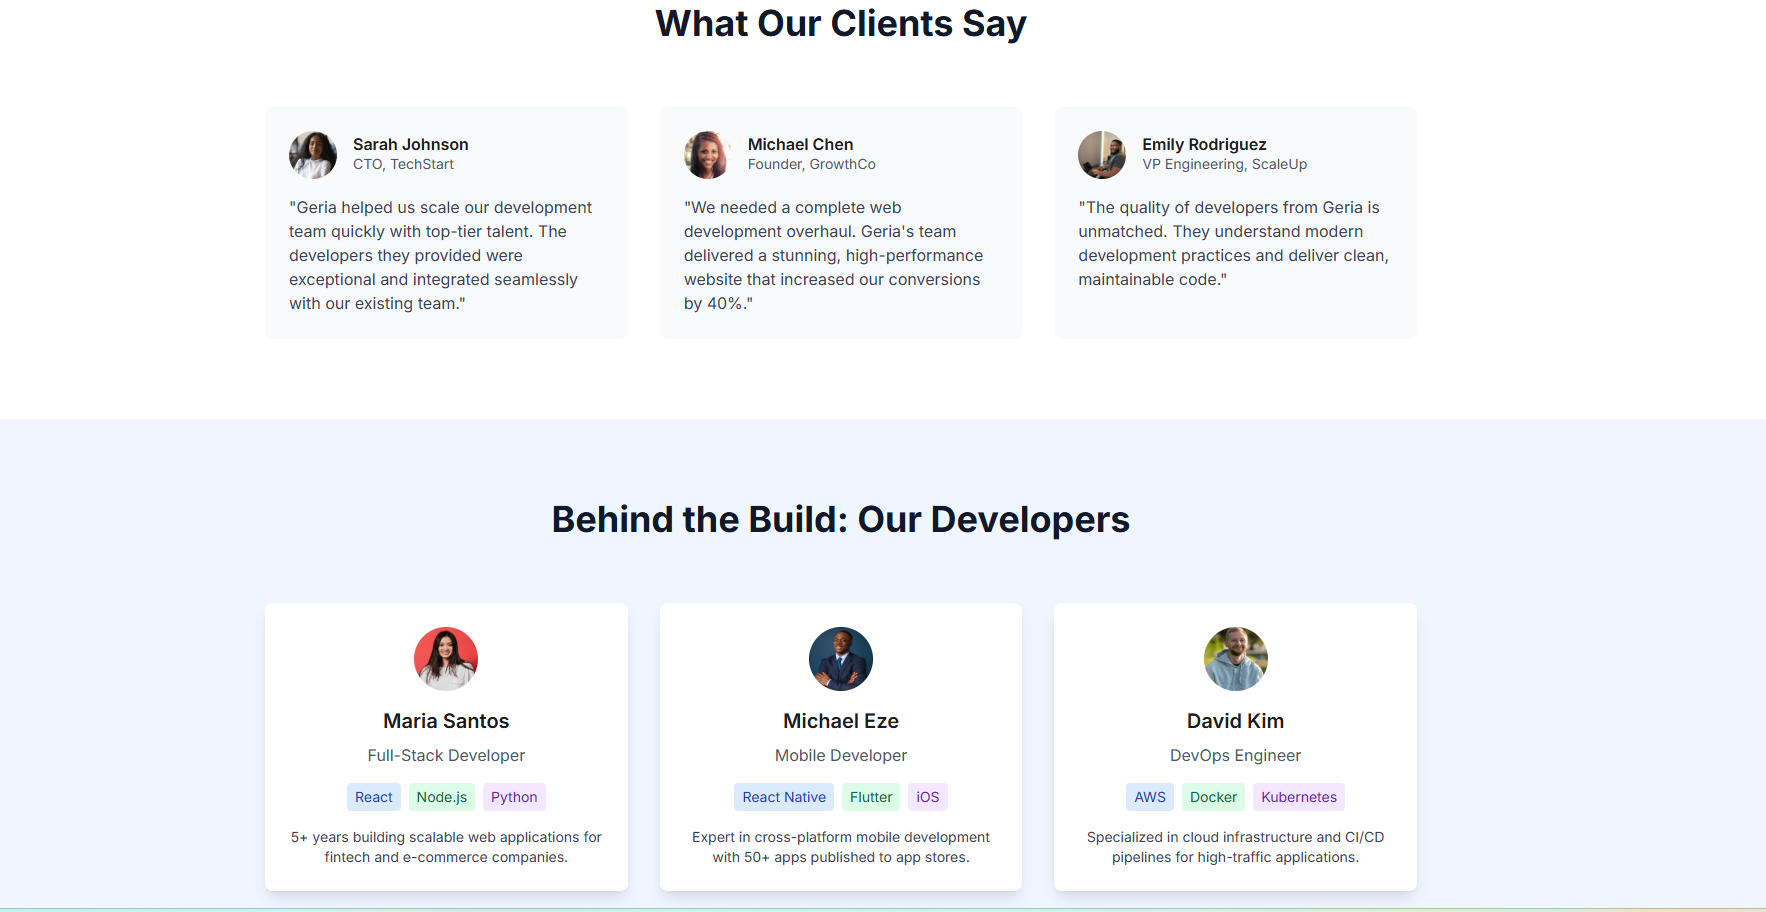 What Our Clients Say
Sarah Johnson
CTO, TechStart
"Geria helped us scale our development
team quickly with top-tier talent. The
developers they provided were
exceptional and integrated seamlessly
with our existing team."
Michael Chen
Founder, GrowthCo
"We needed a complete web
development overhaul. Geria's team
delivered a stunning, high-performance
website that increased our conversions
by 40%."
Emily Rodriguez
VP Engineering, ScaleUp
"The quality of developers from Geria is
unmatched. They understand modern
development practices and deliver clean,
maintainable code."
Behind the Build: Our Developers
Maria Santos
Full-Stack Developer
React Node.js Python
5+ years building scalable web applications for
fintech and e-commerce companies.
Michael Eze
Mobile Developer
React Native Flutter iOS
Expert in cross-platform mobile development
with 50+ apps published to app stores.
David Kim
DevOps Engineer
AWS Docker Kubernetes
Specialized in cloud infrastructure and CI/CD
pipelines for high-traffic applications.